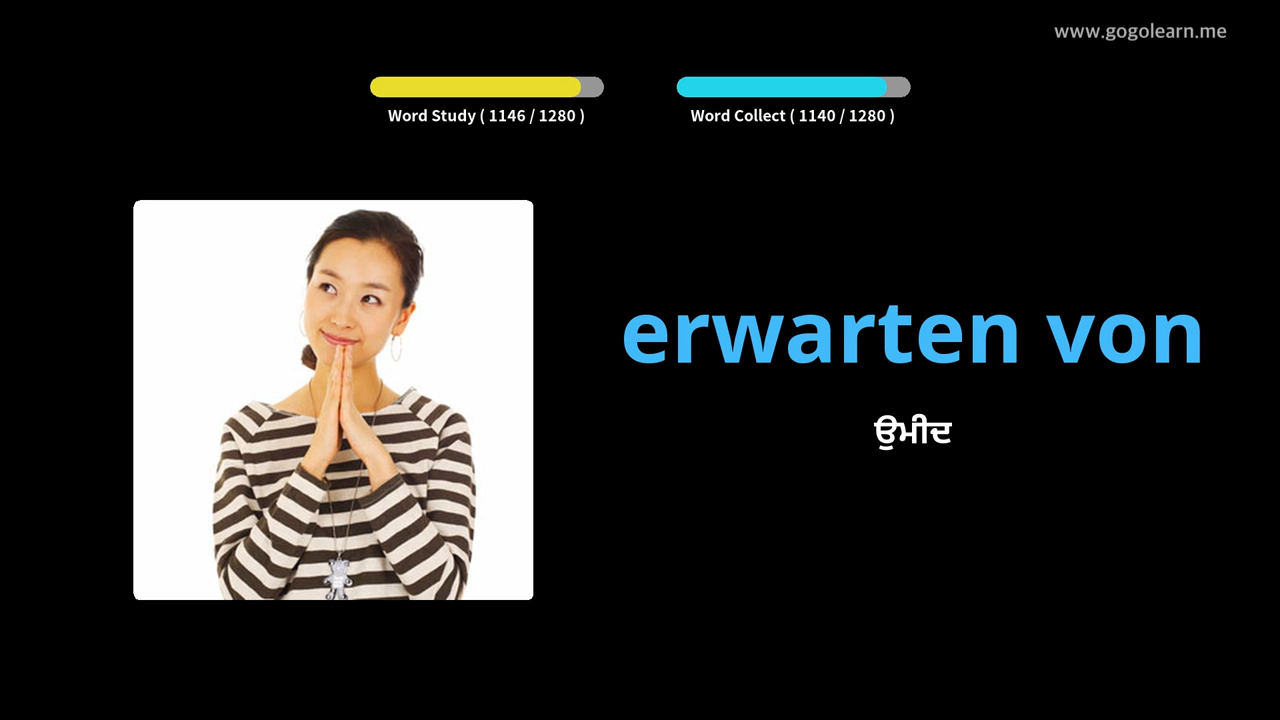 www.gogolearn.me
Word Study ( 1146 / 1280 )
Word Collect ( 1140 / 1280 )
erwarten von
ਉਮੀਦ